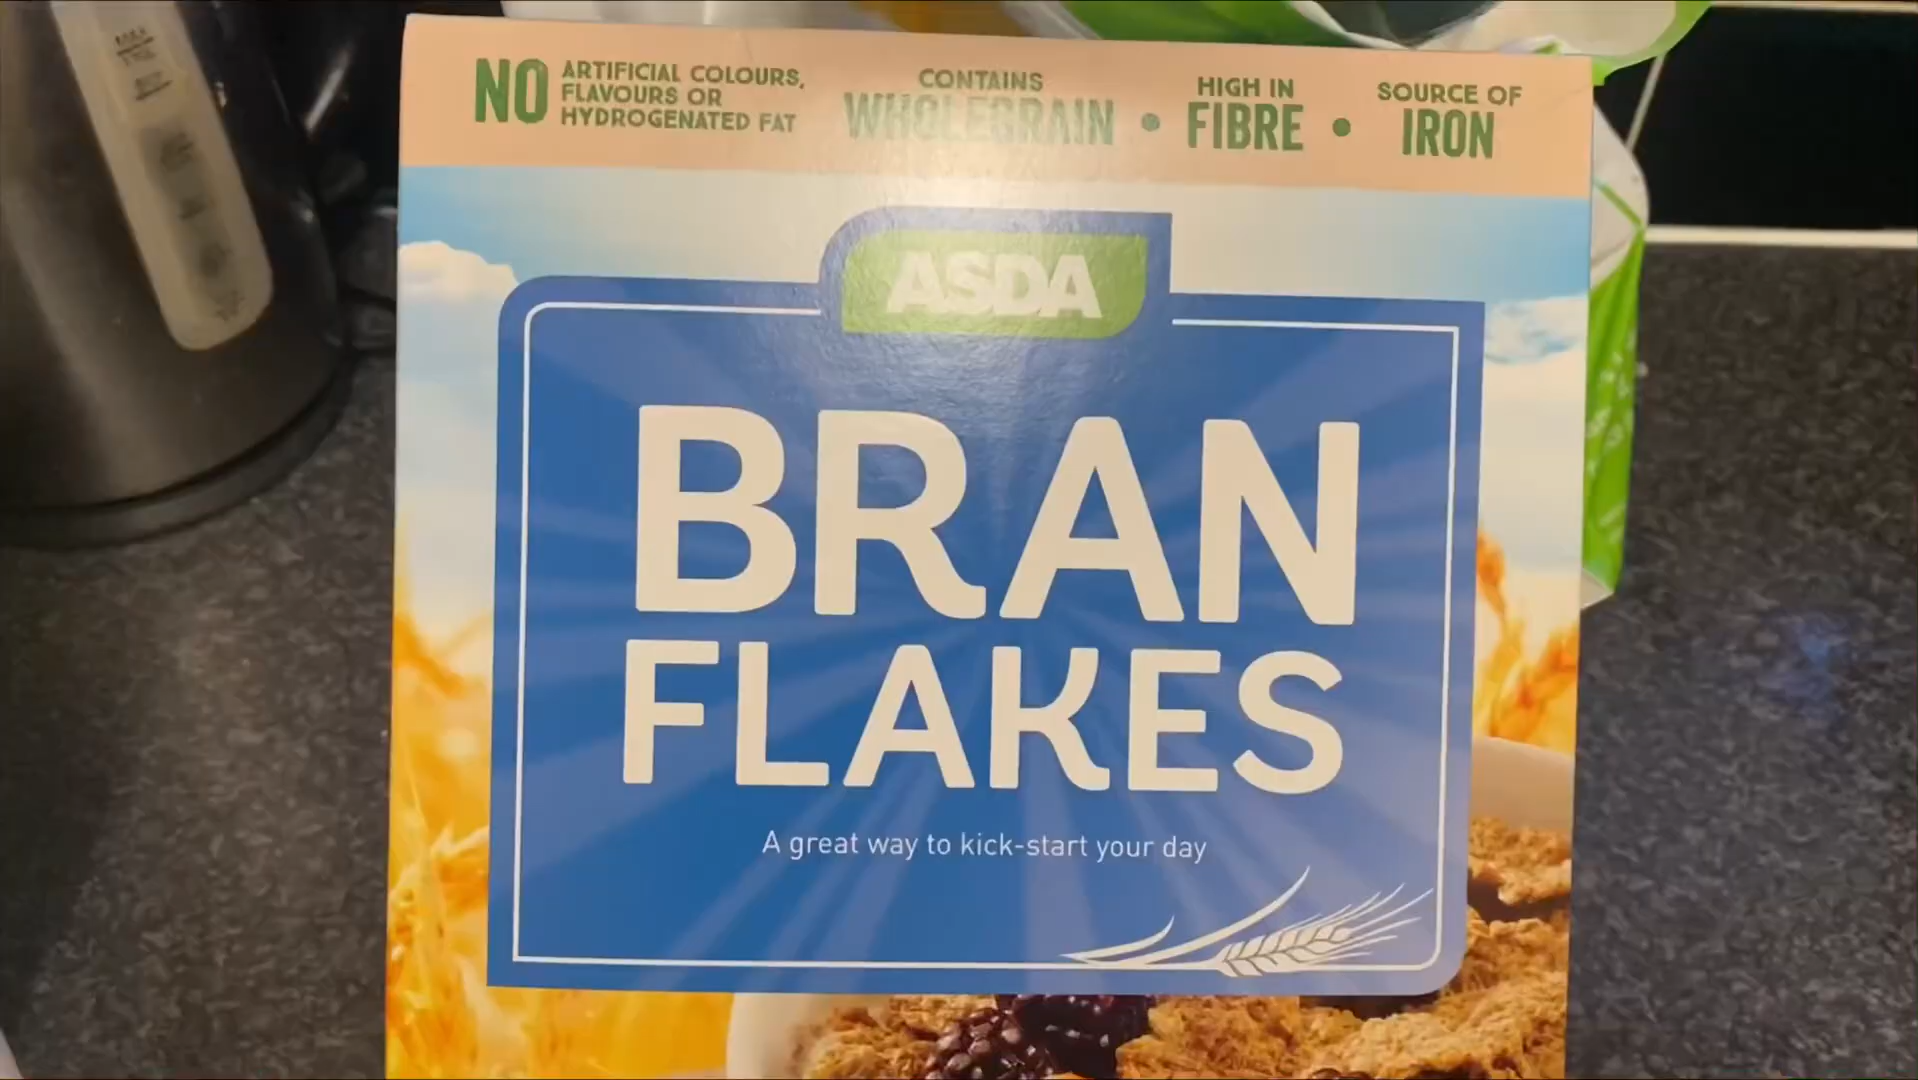 NO ARTIFICIAL COLOURS,
FLAVOURS OR
HYDROGENATED FAT
CONTAINS
WHOLEGRAIN
•
HIGH IN
FIBRE
•
SOURCE OF
IRON
ASDA
BRAN
FLAKES
A great way to kick-start your day